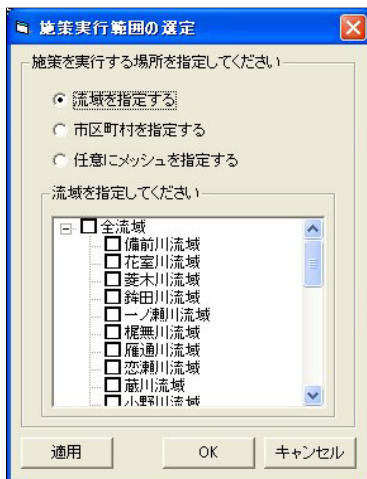 施策実行範囲の選定
施策を実行する場所を指定してください
流域を指定する
市区町村を指定する
任意にメッシュを指定する
流域を指定してください
全流域
備前川流域
花室川流域
菱木川流域
鉾田川流域
一ノ瀬川流域
梶無川流域
雁通川流域
恋瀬川流域
蔵川流域
小野川流域
適用 OK キャンセル